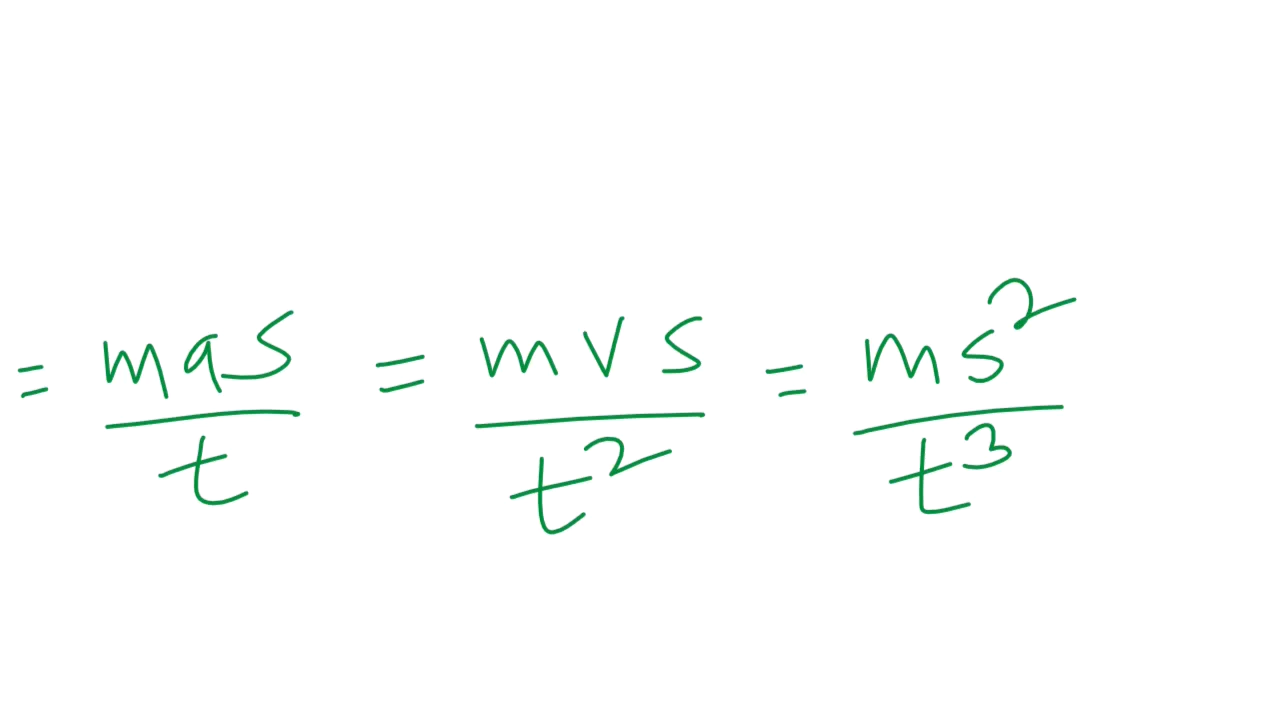 = mas/t = mvs/t² = ms²/t³